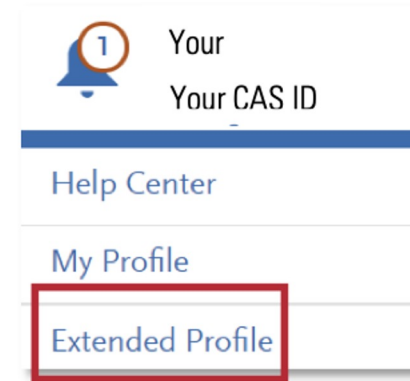 1
Your
Your CAS ID
Help Center
My Profile
Extended Profile